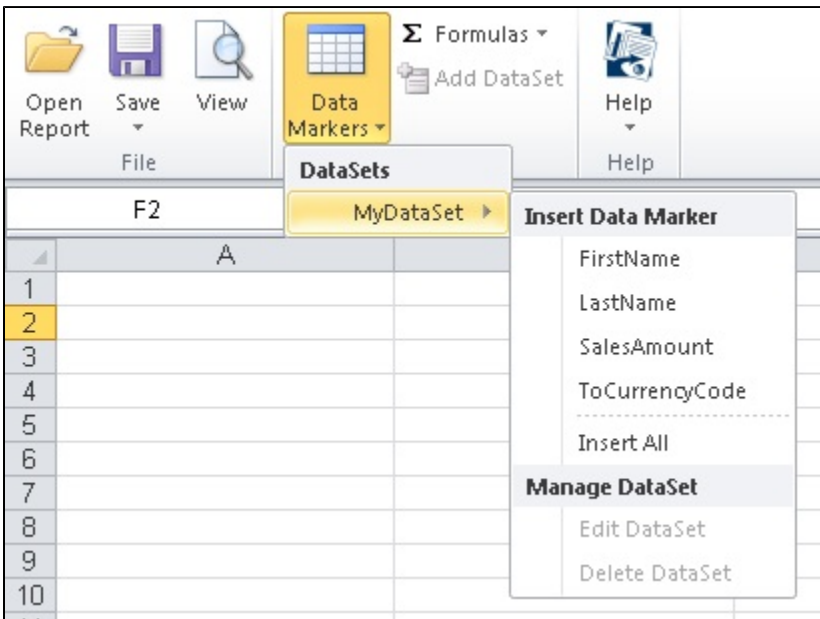 Open Report
Save
View
Data Markers
Σ Formulas
Add DataSet
Help
File
Help
DataSets
MyDataSet
F2
Insert Data Marker
FirstName
LastName
SalesAmount
ToCurrencyCode
Insert All
Manage DataSet
Edit DataSet
Delete DataSet
A
1
2
3
4
5
6
7
8
9
10